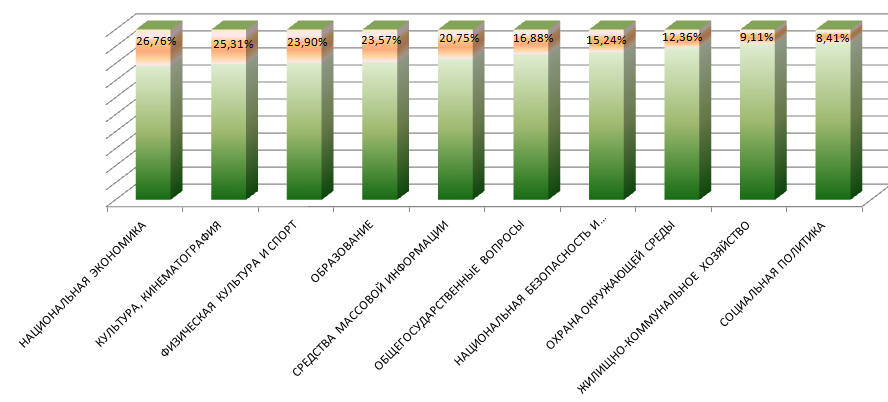 26,76%
25,31%
23,90%
23,57%
20,75%
16,88%
15,24%
12,36%
9,11%
8,41%
НАЦИОНАЛЬНАЯ ЭКОНОМИКА
КУЛЬТУРА, КИНЕМАТОГРАФИЯ
ФИЗИЧЕСКАЯ КУЛЬТУРА И СПОРТ
ОБРАЗОВАНИЕ
СРЕДСТВА МАССОВОЙ ИНФОРМАЦИИ
ОБЩЕГОСУДАРСТВЕННЫЕ ВОПРОСЫ
НАЦИОНАЛЬНАЯ БЕЗОПАСНОСТЬ И...
ОХРАНА ОКРУЖАЮЩЕЙ СРЕДЫ
ЖИЛИЩНО-КОММУНАЛЬНОЕ ХОЗЯЙСТВО
СОЦИАЛЬНАЯ ПОЛИТИКА